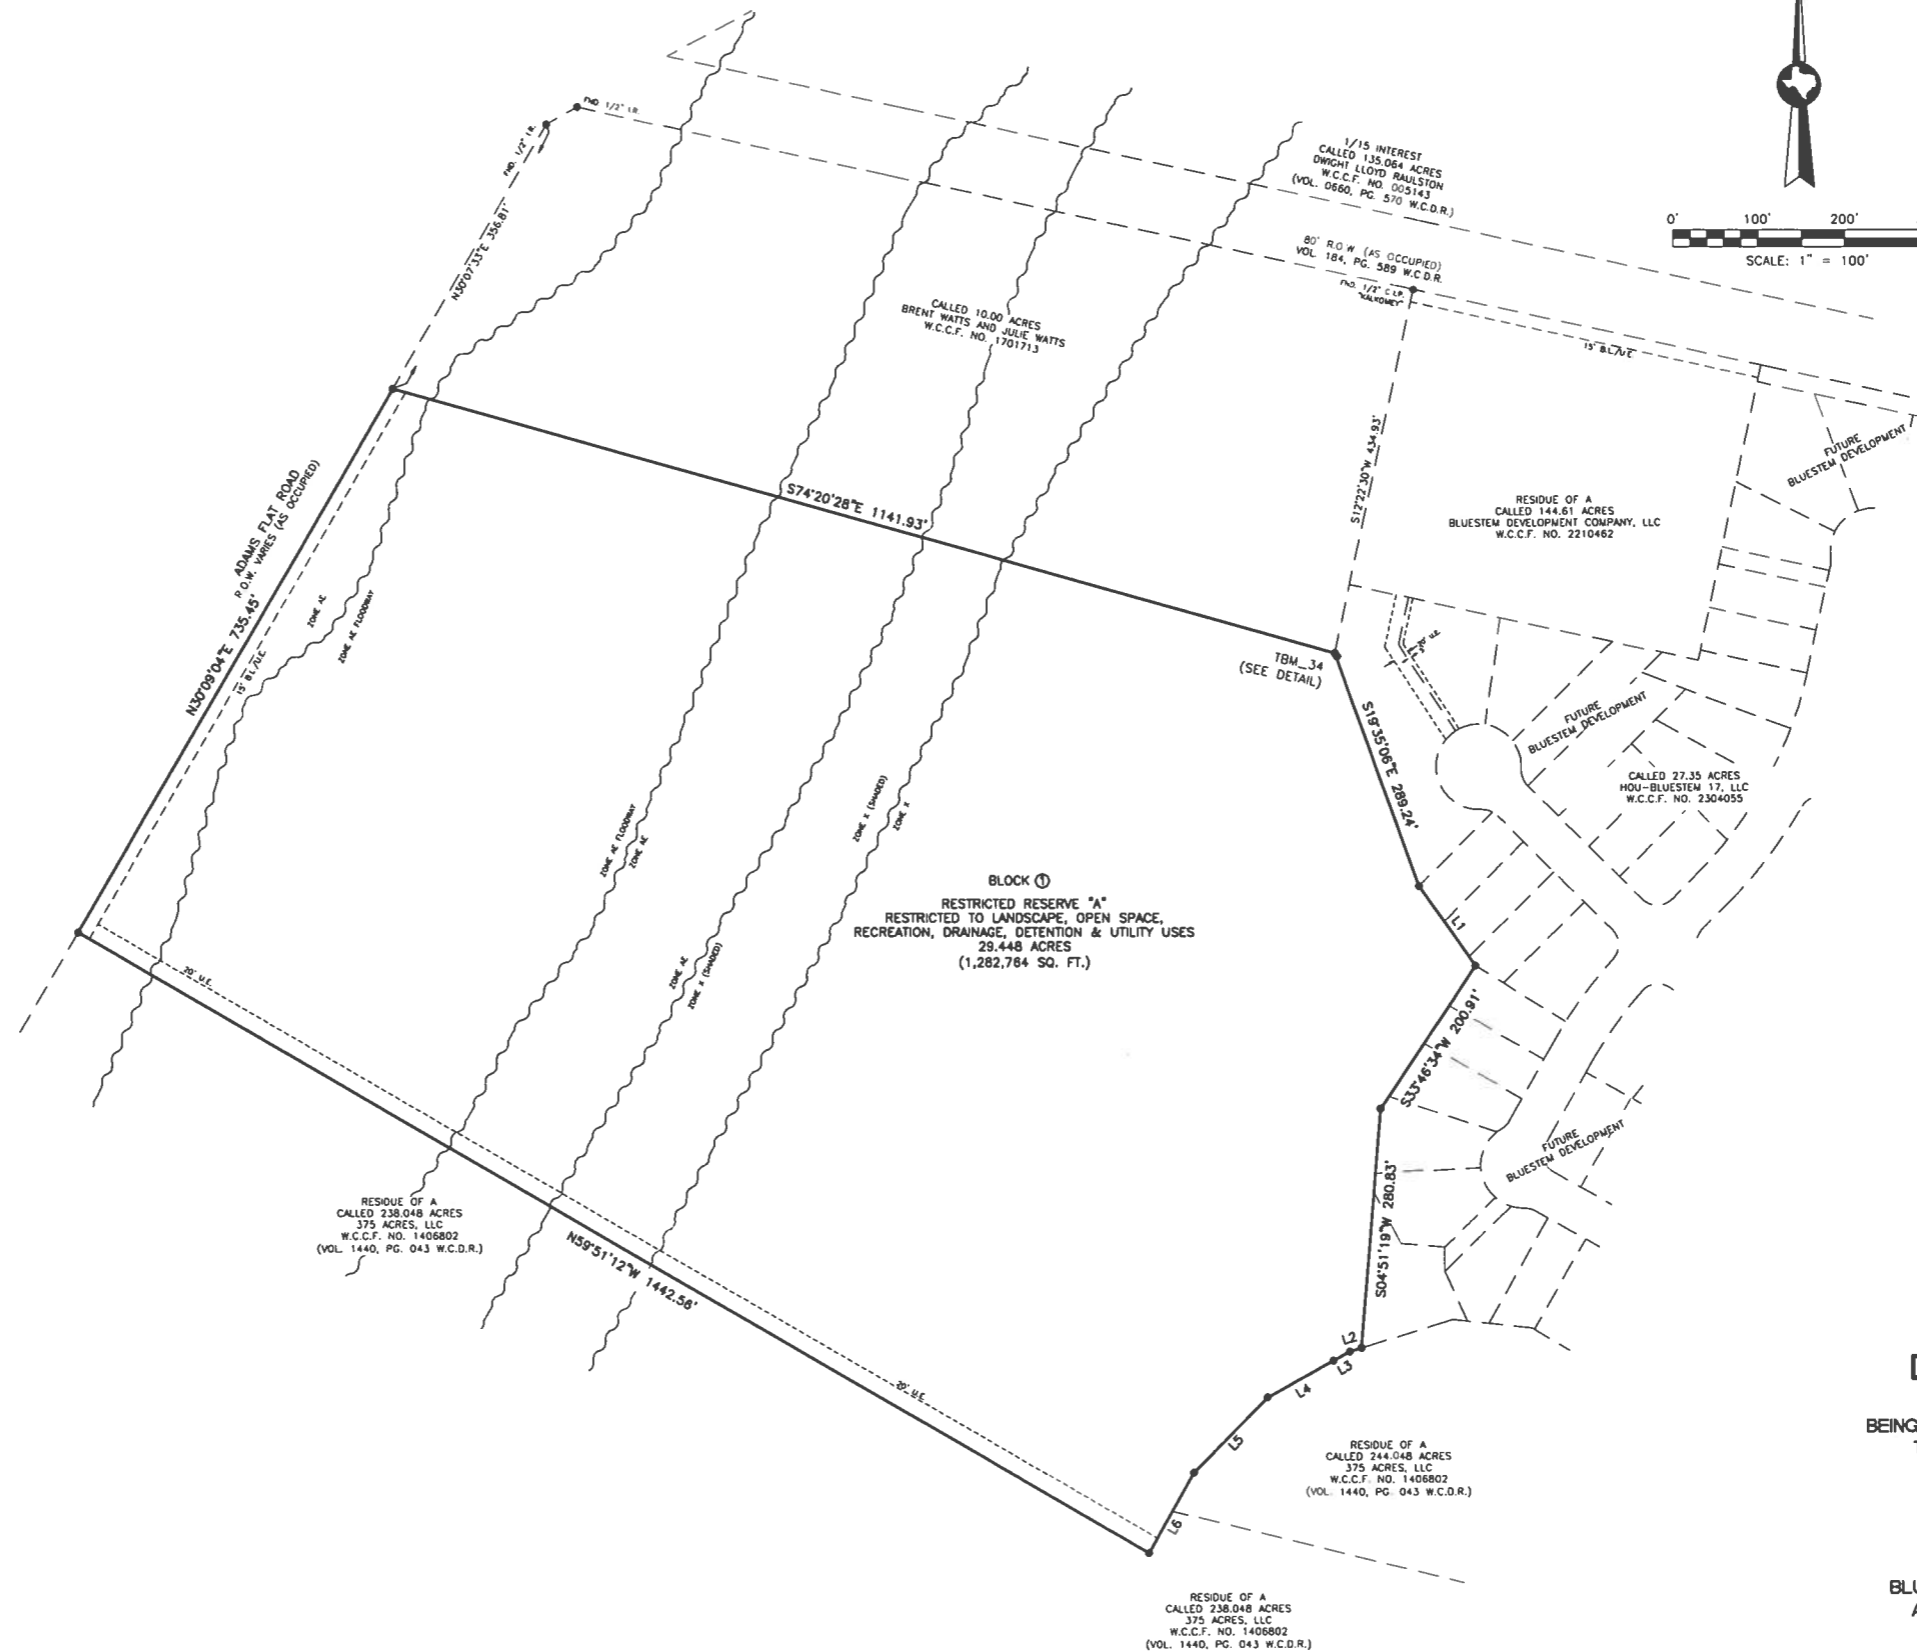 FND 1/2" I.R.
FND. 1/2" I.R.
N30°07'33"E 356.81'
1/15 INTEREST
CALLED 135.064 ACRES
DWIGHT LLOYD RAULSTON
W.C.C.F. NO. 005143
(VOL. 0660, PG. 570 W.C.D.R.)
0' 100' 200'
SCALE: 1" = 100'
80' R.O.W. (AS OCCUPIED)
VOL. 184, PG. 589 W.C.D.R.
FND. 1/2" C.I.P.
"KALKOMEY"
15' B.L./U.E.
CALLED 10.00 ACRES
BRENT WATTS AND JULIE WATTS
W.C.C.F. NO. 1701713
S12°22'30"W 434.93'
FUTURE
BLUESTEM DEVELOPMENT
RESIDUE OF A
CALLED 144.61 ACRES
BLUESTEM DEVELOPMENT COMPANY, LLC
W.C.C.F. NO. 2210462
S74°20'28"E 1141.93'
ADAMS FLAT ROAD
R.O.W. VARIES (AS OCCUPIED)
N30°09'04"E 735.45'
15' B.L./U.E.
ZONE AE
ZONE AE FLOODWAY
TBM_34
(SEE DETAIL)
20' U.E.
FUTURE
BLUESTEM DEVELOPMENT
S19°35'06"E 289.24'
CALLED 27.35 ACRES
HOU-BLUESTEM 17, LLC
W.C.C.F. NO. 2304055
ZONE AE FLOODWAY
ZONE AE
ZONE X (SHADED)
ZONE X
BLOCK 1
RESTRICTED RESERVE "A"
RESTRICTED TO LANDSCAPE, OPEN SPACE,
RECREATION, DRAINAGE, DETENTION & UTILITY USES
29.448 ACRES
(1,282,764 SQ. FT.)
L1
ZONE AE
ZONE X (SHADED)
20' U.E.
S33°46'34"W 200.91'
FUTURE
BLUESTEM DEVELOPMENT
S04°51'19"W 280.83'
RESIDUE OF A
CALLED 238.048 ACRES
375 ACRES, LLC
W.C.C.F. NO. 1406802
(VOL. 1440, PG. 043 W.C.D.R.)
N59°51'12"W 1442.56'
L2
L3
L4
20' U.E.
L5
L6
RESIDUE OF A
CALLED 244.048 ACRES
375 ACRES, LLC
W.C.C.F. NO. 1406802
(VOL. 1440, PG. 043 W.C.D.R.)
BEING
RESIDUE OF A
CALLED 238.048 ACRES
375 ACRES, LLC
W.C.C.F. NO. 1406802
(VOL. 1440, PG. 043 W.C.D.R.)